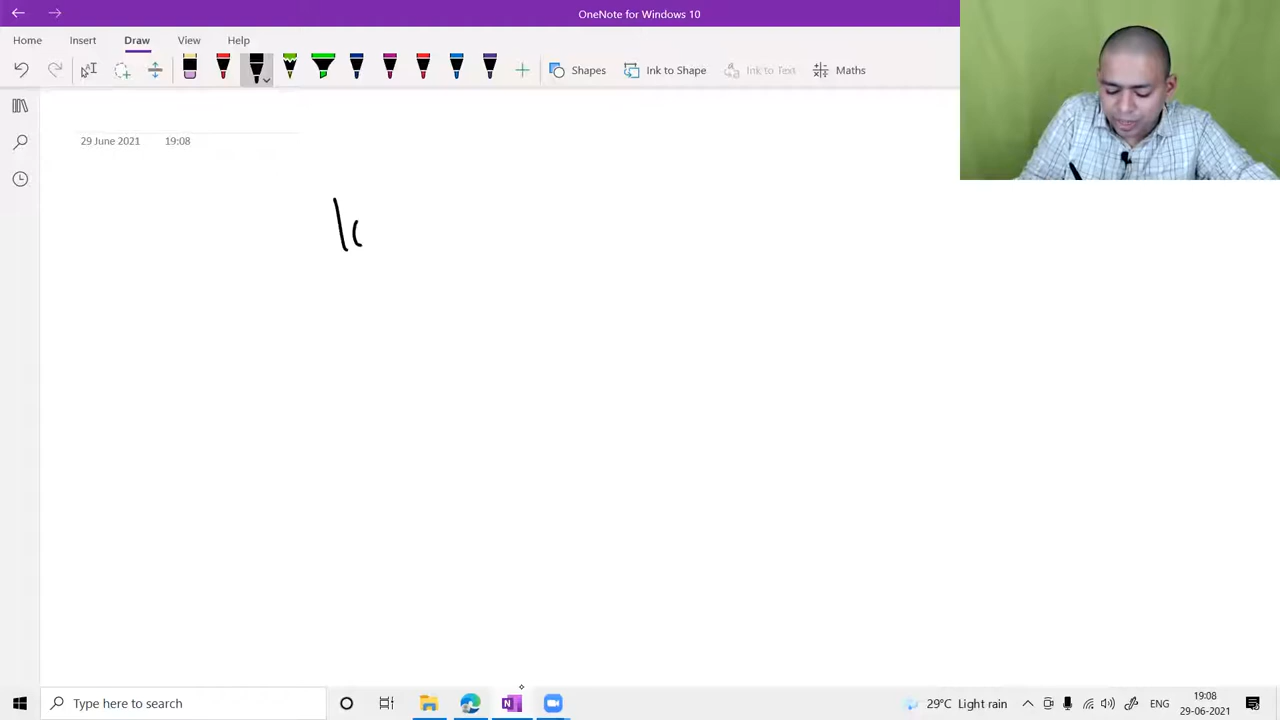 OneNote for Windows 10
Home Insert Draw View Help
Shapes Ink to Shape Ink to Text Maths
29 June 2021 19:08
Type here to search
29°C Light rain ENG 19:08
29-06-2021